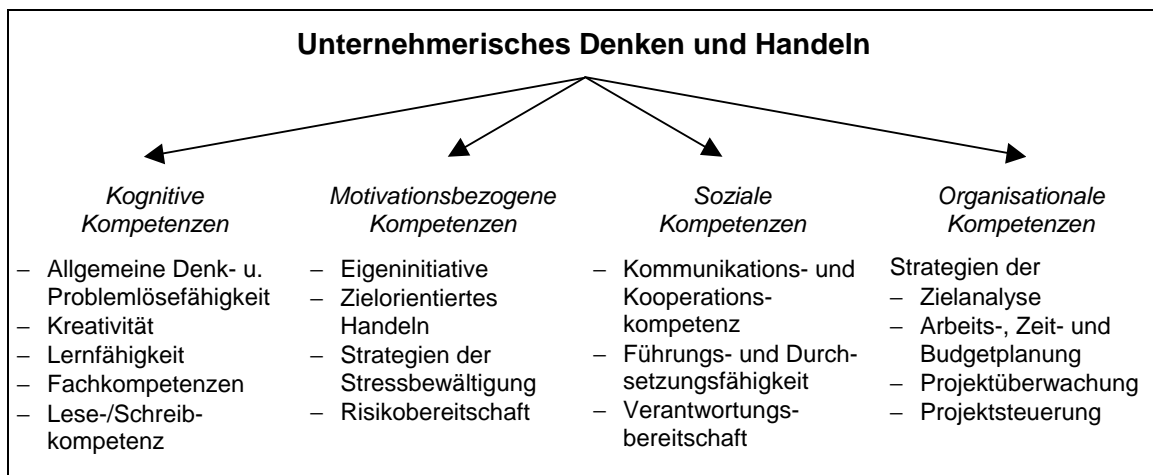 Unternehmerisches Denken und Handeln
Kognitive
Kompetenzen
– Allgemeine Denk- u.
Problemlösefähigkeit
– Kreativität
– Lernfähigkeit
– Fachkompetenzen
– Lese-/Schreib-
kompetenz
Motivationsbezogene
Kompetenzen
– Eigeninitiative
– Zielorientiertes
Handeln
– Strategien der
Stressbewältigung
– Risikobereitschaft
Soziale
Kompetenzen
– Kommunikations- und
Kooperations-
kompetenz
– Führungs- und Durch-
setzungsfähigkeit
– Verantwortungs-
bereitschaft
Organisationale
Kompetenzen
Strategien der
– Zielanalyse
– Arbeits-, Zeit- und
Budgetplanung
– Projektüberwachung
– Projektsteuerung